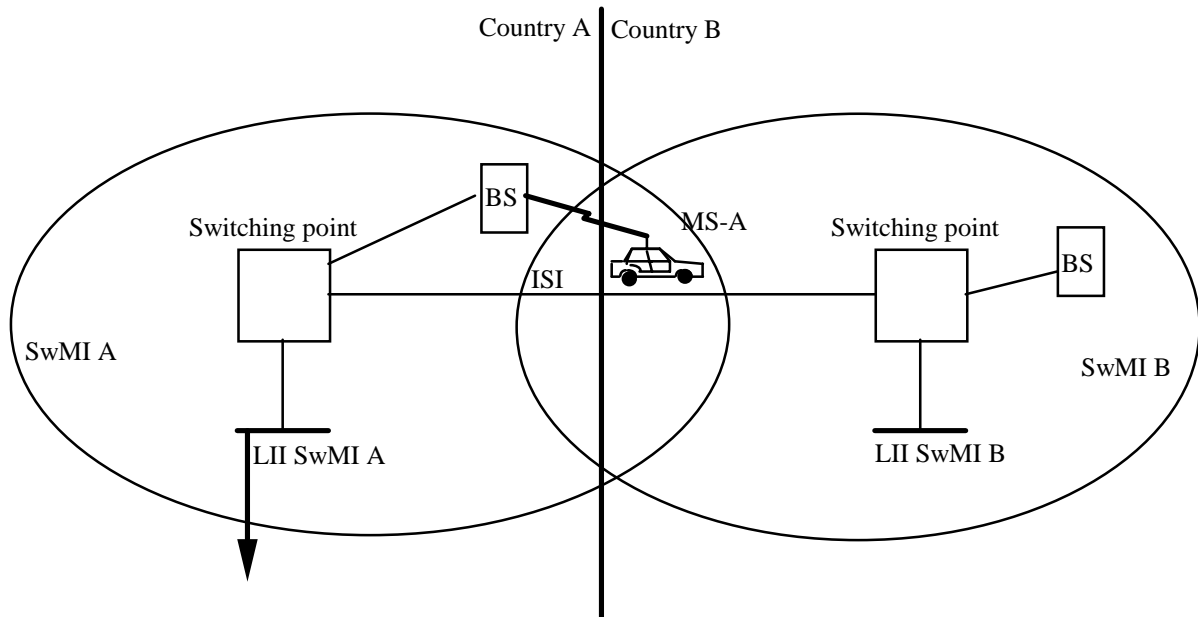 Country A
Country B
BS
MS-A
Switching point
Switching point
BS
ISI
SwMI A
SwMI B
LII SwMI A
LII SwMI B